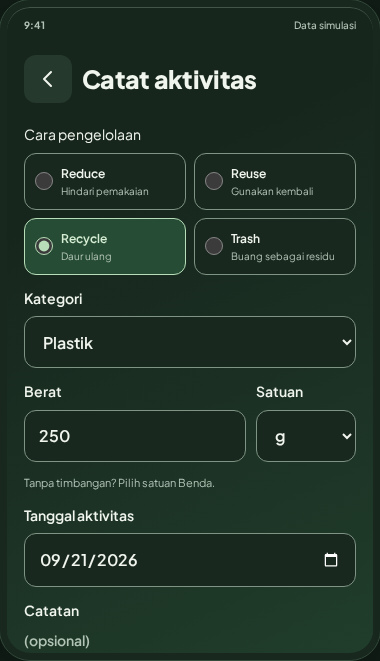 9:41 Data simulasi
Catat aktivitas
Cara pengelolaan
Reduce Reuse
Hindari pemakaian Gunakan kembali
Recycle Trash
Daur ulang Buang sebagai residu
Kategori
Plastik
Berat Satuan
250 g
Tanpa timbangan? Pilih satuan Benda.
Tanggal aktivitas
09/21/2026
Catatan
(opsional)